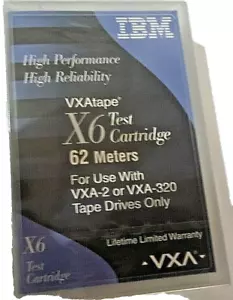 IBM
High Performance
High Reliability
VXAtape®
X6 Test
Cartridge
62 Meters
For Use With
VXA-2 or VXA-320
Tape Drives Only
Lifetime Limited Warranty
X6
Test
Cartridge
VXA